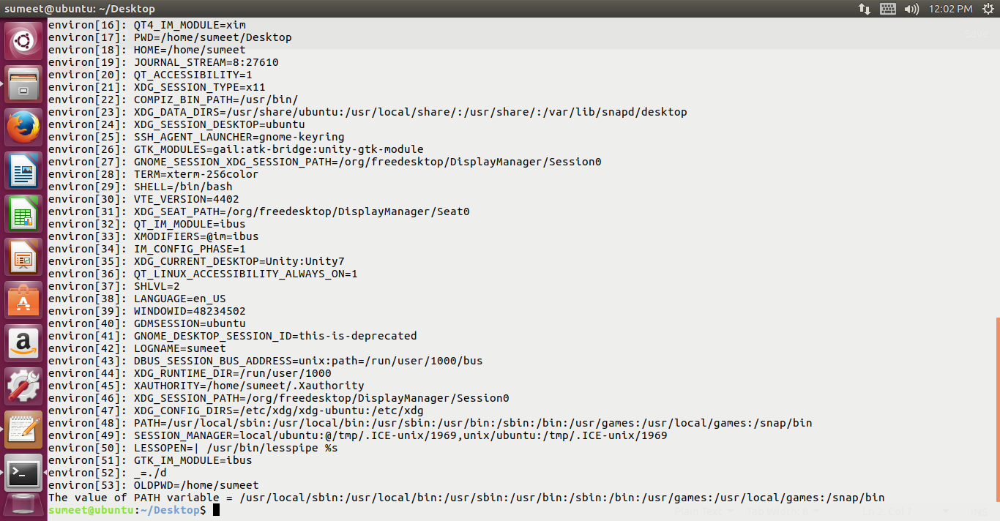 sumeet@ubuntu: ~/Desktop
12:02 PM
environ[16]: QT4_IM_MODULE=xim
environ[17]: PWD=/home/sumeet/Desktop
environ[18]: HOME=/home/sumeet
environ[19]: JOURNAL_STREAM=8:27610
environ[20]: QT_ACCESSIBILITY=1
environ[21]: XDG_SESSION_TYPE=x11
environ[22]: COMPIZ_BIN_PATH=/usr/bin/
environ[23]: XDG_DATA_DIRS=/usr/share/ubuntu:/usr/local/share/:/usr/share/:/var/lib/snapd/desktop
environ[24]: XDG_SESSION_DESKTOP=ubuntu
environ[25]: SSH_AGENT_LAUNCHER=gnome-keyring
environ[26]: GTK_MODULES=gail:atk-bridge:unity-gtk-module
environ[27]: GNOME_SESSION_XDG_SESSION_PATH=/org/freedesktop/DisplayManager/Session0
environ[28]: TERM=xterm-256color
environ[29]: SHELL=/bin/bash
environ[30]: VTE_VERSION=4402
environ[31]: XDG_SEAT_PATH=/org/freedesktop/DisplayManager/Seat0
environ[32]: QT_IM_MODULE=ibus
environ[33]: XMODIFIERS=@im=ibus
environ[34]: IM_CONFIG_PHASE=1
environ[35]: XDG_CURRENT_DESKTOP=Unity:Unity7
environ[36]: QT_LINUX_ACCESSIBILITY_ALWAYS_ON=1
environ[37]: SHLVL=2
environ[38]: LANGUAGE=en_US
environ[39]: WINDOWID=48234502
environ[40]: GDMSESSION=ubuntu
environ[41]: GNOME_DESKTOP_SESSION_ID=this-is-deprecated
environ[42]: LOGNAME=sumeet
environ[43]: DBUS_SESSION_BUS_ADDRESS=unix:path=/run/user/1000/bus
environ[44]: XDG_RUNTIME_DIR=/run/user/1000
environ[45]: XAUTHORITY=/home/sumeet/.Xauthority
environ[46]: XDG_SESSION_PATH=/org/freedesktop/DisplayManager/Session0
environ[47]: XDG_CONFIG_DIRS=/etc/xdg/xdg-ubuntu:/etc/xdg
environ[48]: PATH=/usr/local/sbin:/usr/local/bin:/usr/sbin:/usr/bin:/sbin:/bin:/usr/games:/usr/local/games:/snap/bin
environ[49]: SESSION_MANAGER=local/ubuntu:@/tmp/.ICE-unix/1969,unix/ubuntu:/tmp/.ICE-unix/1969
environ[50]: LESSOPEN=| /usr/bin/lesspipe %s
environ[51]: GTK_IM_MODULE=ibus
environ[52]: _=./d
environ[53]: OLDPWD=/home/sumeet
The value of PATH variable = /usr/local/sbin:/usr/local/bin:/usr/sbin:/usr/bin:/sbin:/bin:/usr/games:/usr/local/games:/snap/bin
sumeet@ubuntu:~/Desktop$